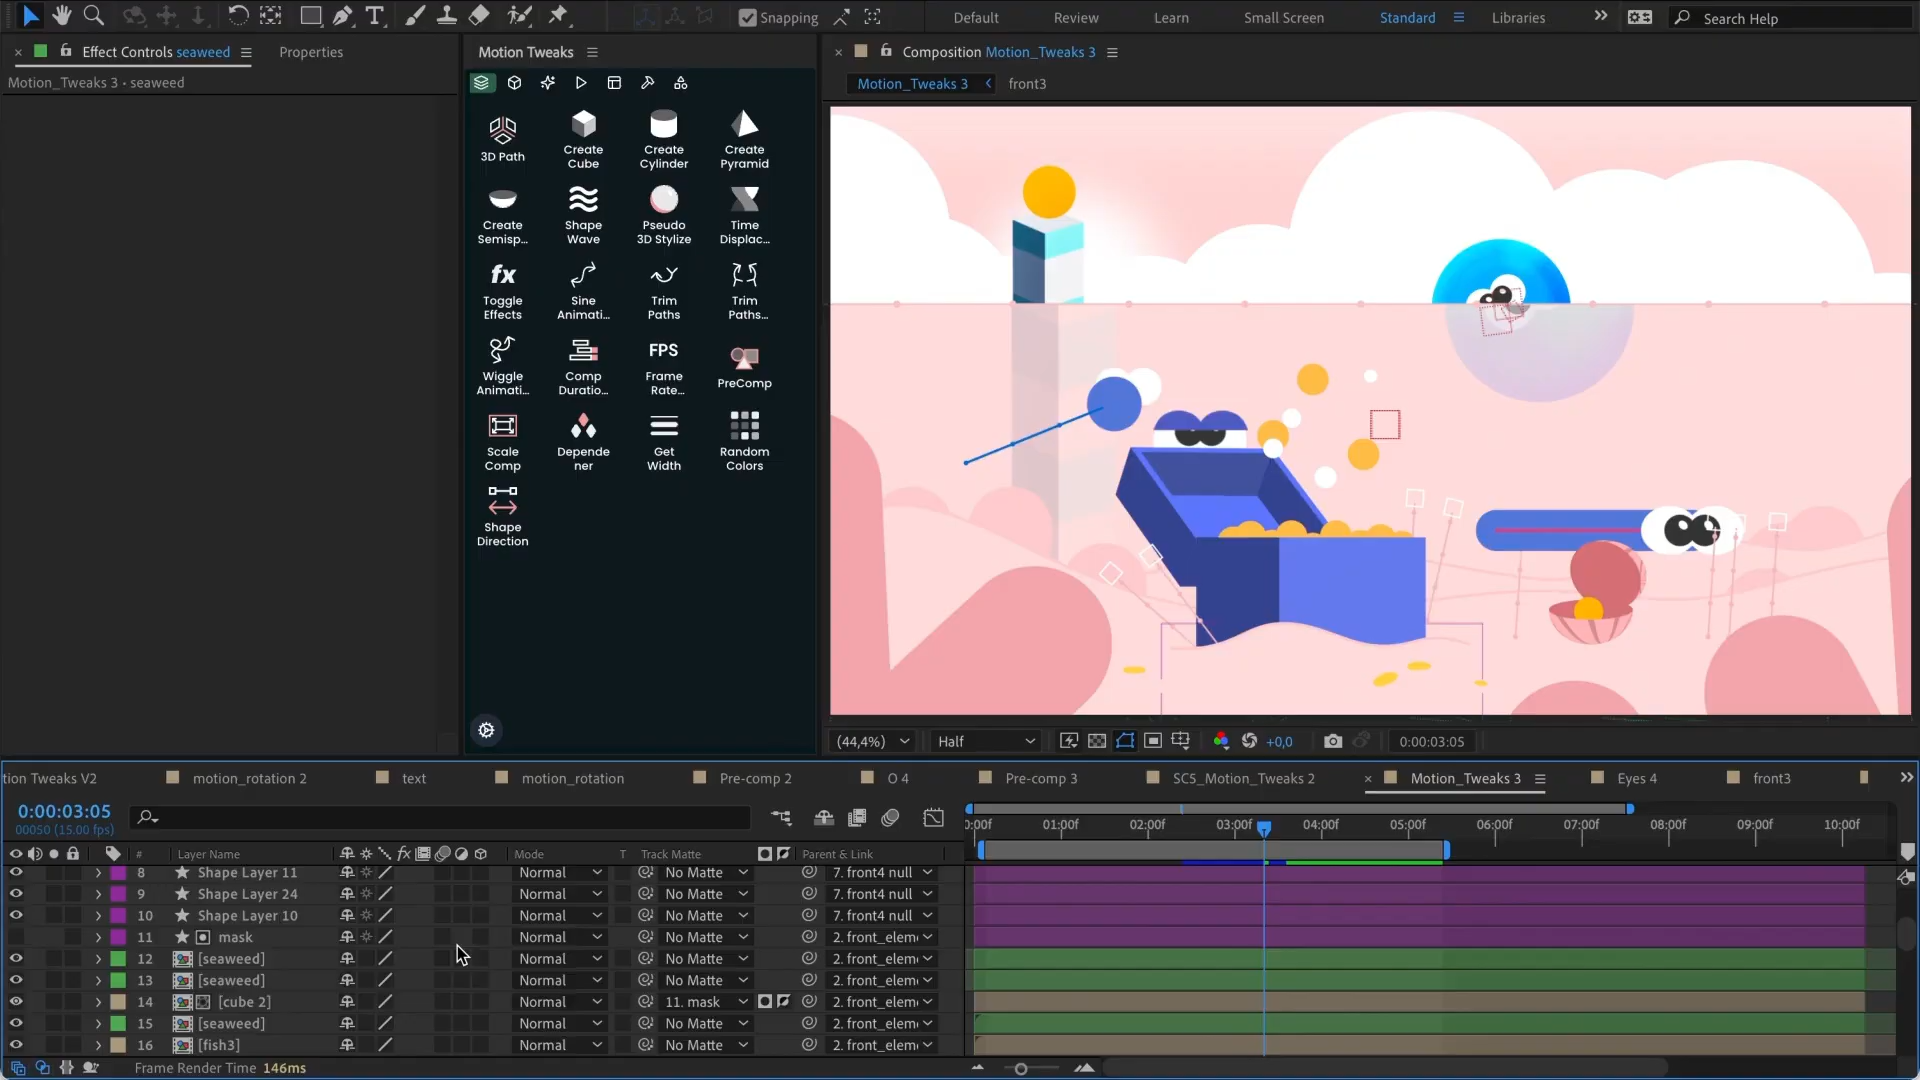 Snapping
Default
Review
Learn
Small Screen
Standard
Libraries
Search Help
Effect Controls seaweed
Properties
Motion_Tweaks 3 • seaweed
Motion Tweaks
3D Path
Create
Cube
Create
Cylinder
Create
Pyramid
Create
Semisp...
Shape
Wave
Pseudo
3D Stylize
Time
Displac...
fx
Toggle
Effects
Sine
Animati...
Trim
Paths
Trim
Paths...
Wiggle
Animati...
Comp
Duratio...
FPS
Frame
Rate...
PreComp
Scale
Comp
Depende
ner
Get
Width
Random
Colors
Shape
Direction
Composition Motion_Tweaks 3
Motion_Tweaks 3
front3
(44,4%)
Half
+0,0
0:00:03:05
tion Tweaks V2
motion_rotation 2
text
motion_rotation
Pre-comp 2
O 4
Pre-comp 3
SC5_Motion_Tweaks 2
Motion_Tweaks 3
Eyes 4
front3
0:00:03:05
00050 (15.00 fps)
0:00f 01:00f 02:00f 03:00f 04:00f 05:00f 06:00f 07:00f 08:00f 09:00f 10:00f
# Layer Name fx Mode T Track Matte Parent & Link
8 Shape Layer 11 Normal No Matte 7. front4 null
9 Shape Layer 24 Normal No Matte 7. front4 null
10 Shape Layer 10 Normal No Matte 7. front4 null
11 mask Normal No Matte 2. front_elem
12 [seaweed] Normal No Matte 2. front_elem
13 [seaweed] Normal No Matte 2. front_elem
14 [cube 2] Normal 11. mask 2. front_elem
15 [seaweed] Normal No Matte 2. front_elem
16 [fish3] Normal No Matte 2. front_elem
Frame Render Time 146ms